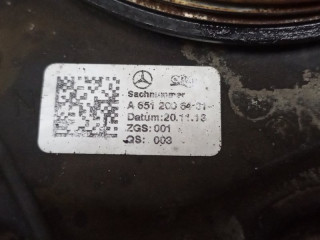 Sachnummer
A 651 200 64 01
Datum:20.11.13
ZGS: 001
QS: 003